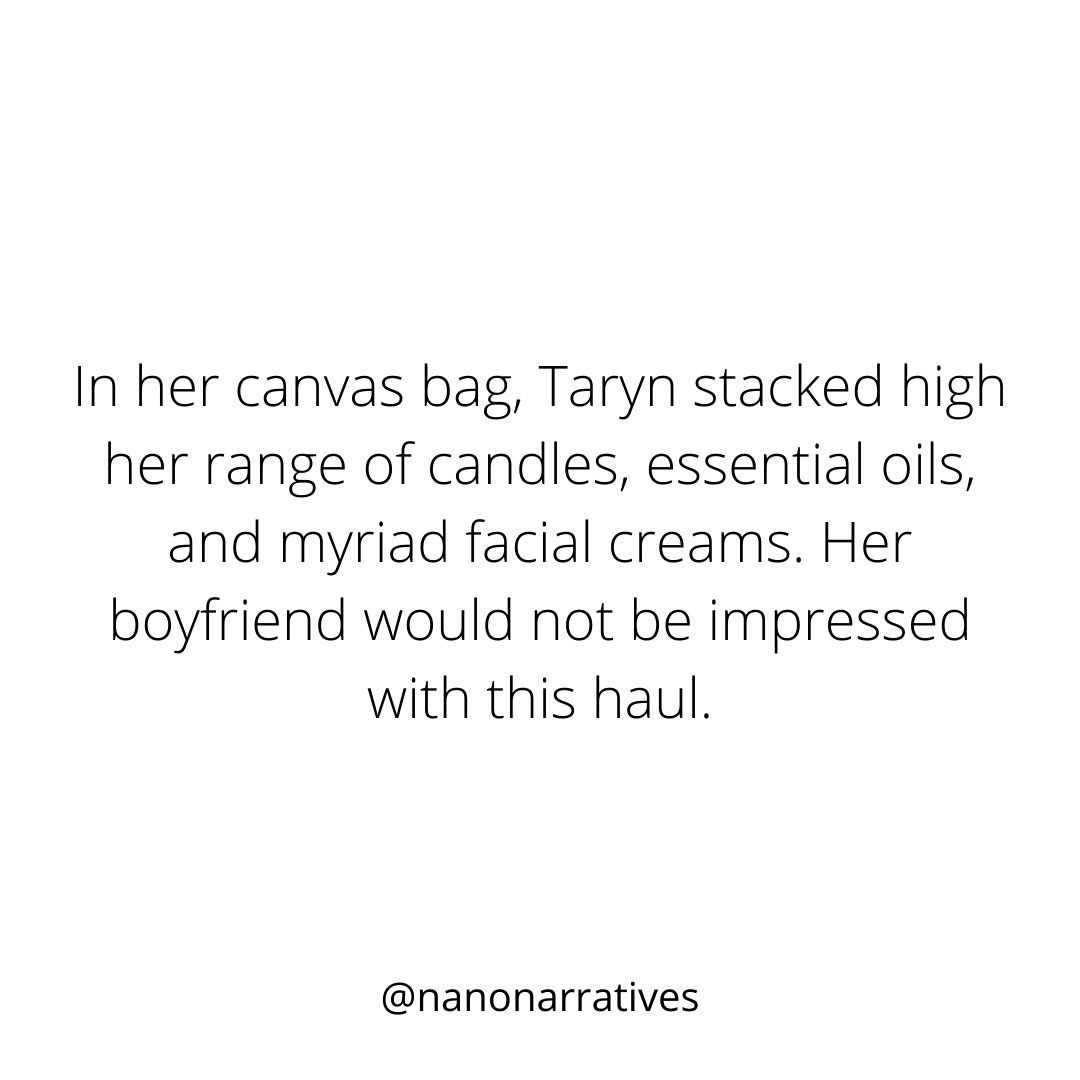 In her canvas bag, Taryn stacked high
her range of candles, essential oils,
and myriad facial creams. Her
boyfriend would not be impressed
with this haul.
@nanonarratives